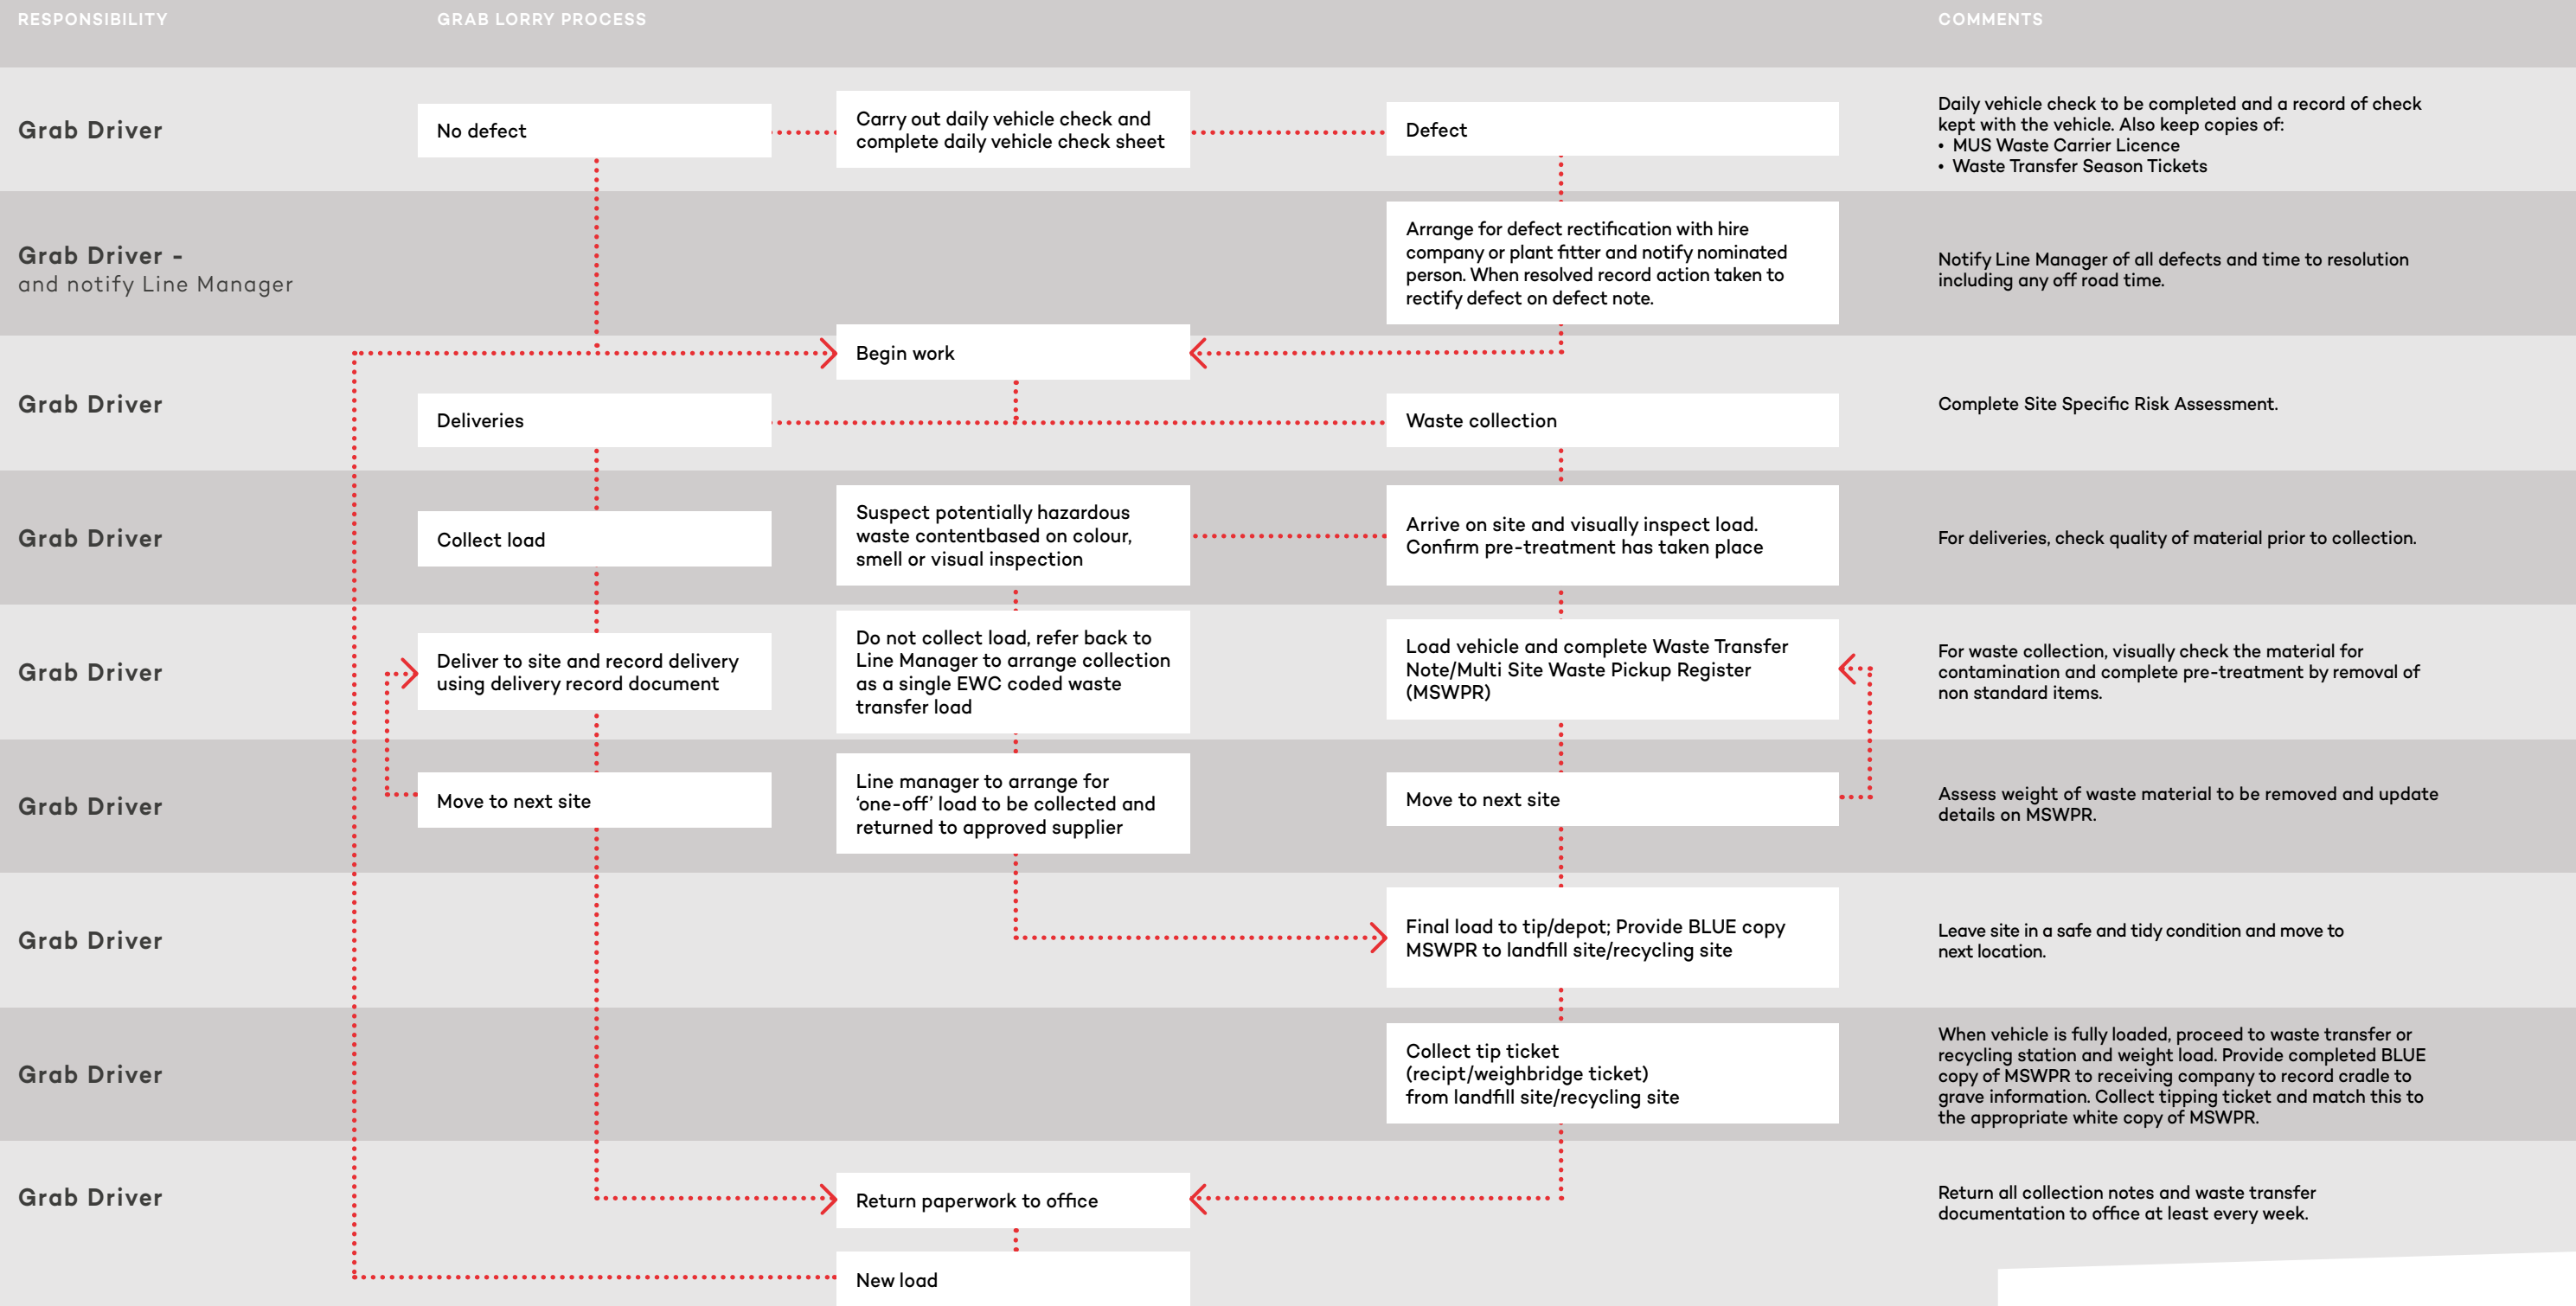 RESPONSIBILITY
GRAB LORRY PROCESS
COMMENTS
Grab Driver
No defect
Carry out daily vehicle check and
complete daily vehicle check sheet
Defect
Daily vehicle check to be completed and a record of check
kept with the vehicle. Also keep copies of:
• MUS Waste Carrier Licence
• Waste Transfer Season Tickets
Grab Driver -
and notify Line Manager
Arrange for defect rectification with hire
company or plant fitter and notify nominated
person. When resolved record action taken to
rectify defect on defect note.
Notify Line Manager of all defects and time to resolution
including any off road time.
Begin work
Grab Driver
Deliveries
Waste collection
Complete Site Specific Risk Assessment.
Grab Driver
Collect load
Suspect potentially hazardous
waste contentbased on colour,
smell or visual inspection
Arrive on site and visually inspect load.
Confirm pre-treatment has taken place
For deliveries, check quality of material prior to collection.
Grab Driver
Deliver to site and record delivery
using delivery record document
Do not collect load, refer back to
Line Manager to arrange collection
as a single EWC coded waste
transfer load
Load vehicle and complete Waste Transfer
Note/Multi Site Waste Pickup Register
(MSWPR)
For waste collection, visually check the material for
contamination and complete pre-treatment by removal of
non standard items.
Grab Driver
Move to next site
Line manager to arrange for
‘one-off’ load to be collected and
returned to approved supplier
Move to next site
Assess weight of waste material to be removed and update
details on MSWPR.
Grab Driver
Final load to tip/depot; Provide BLUE copy
MSWPR to landfill site/recycling site
Leave site in a safe and tidy condition and move to
next location.
Grab Driver
Collect tip ticket
(recipt/weighbridge ticket)
from landfill site/recycling site
When vehicle is fully loaded, proceed to waste transfer or
recycling station and weight load. Provide completed BLUE
copy of MSWPR to receiving company to record cradle to
grave information. Collect tipping ticket and match this to
the appropriate white copy of MSWPR.
Grab Driver
Return paperwork to office
Return all collection notes and waste transfer
documentation to office at least every week.
New load